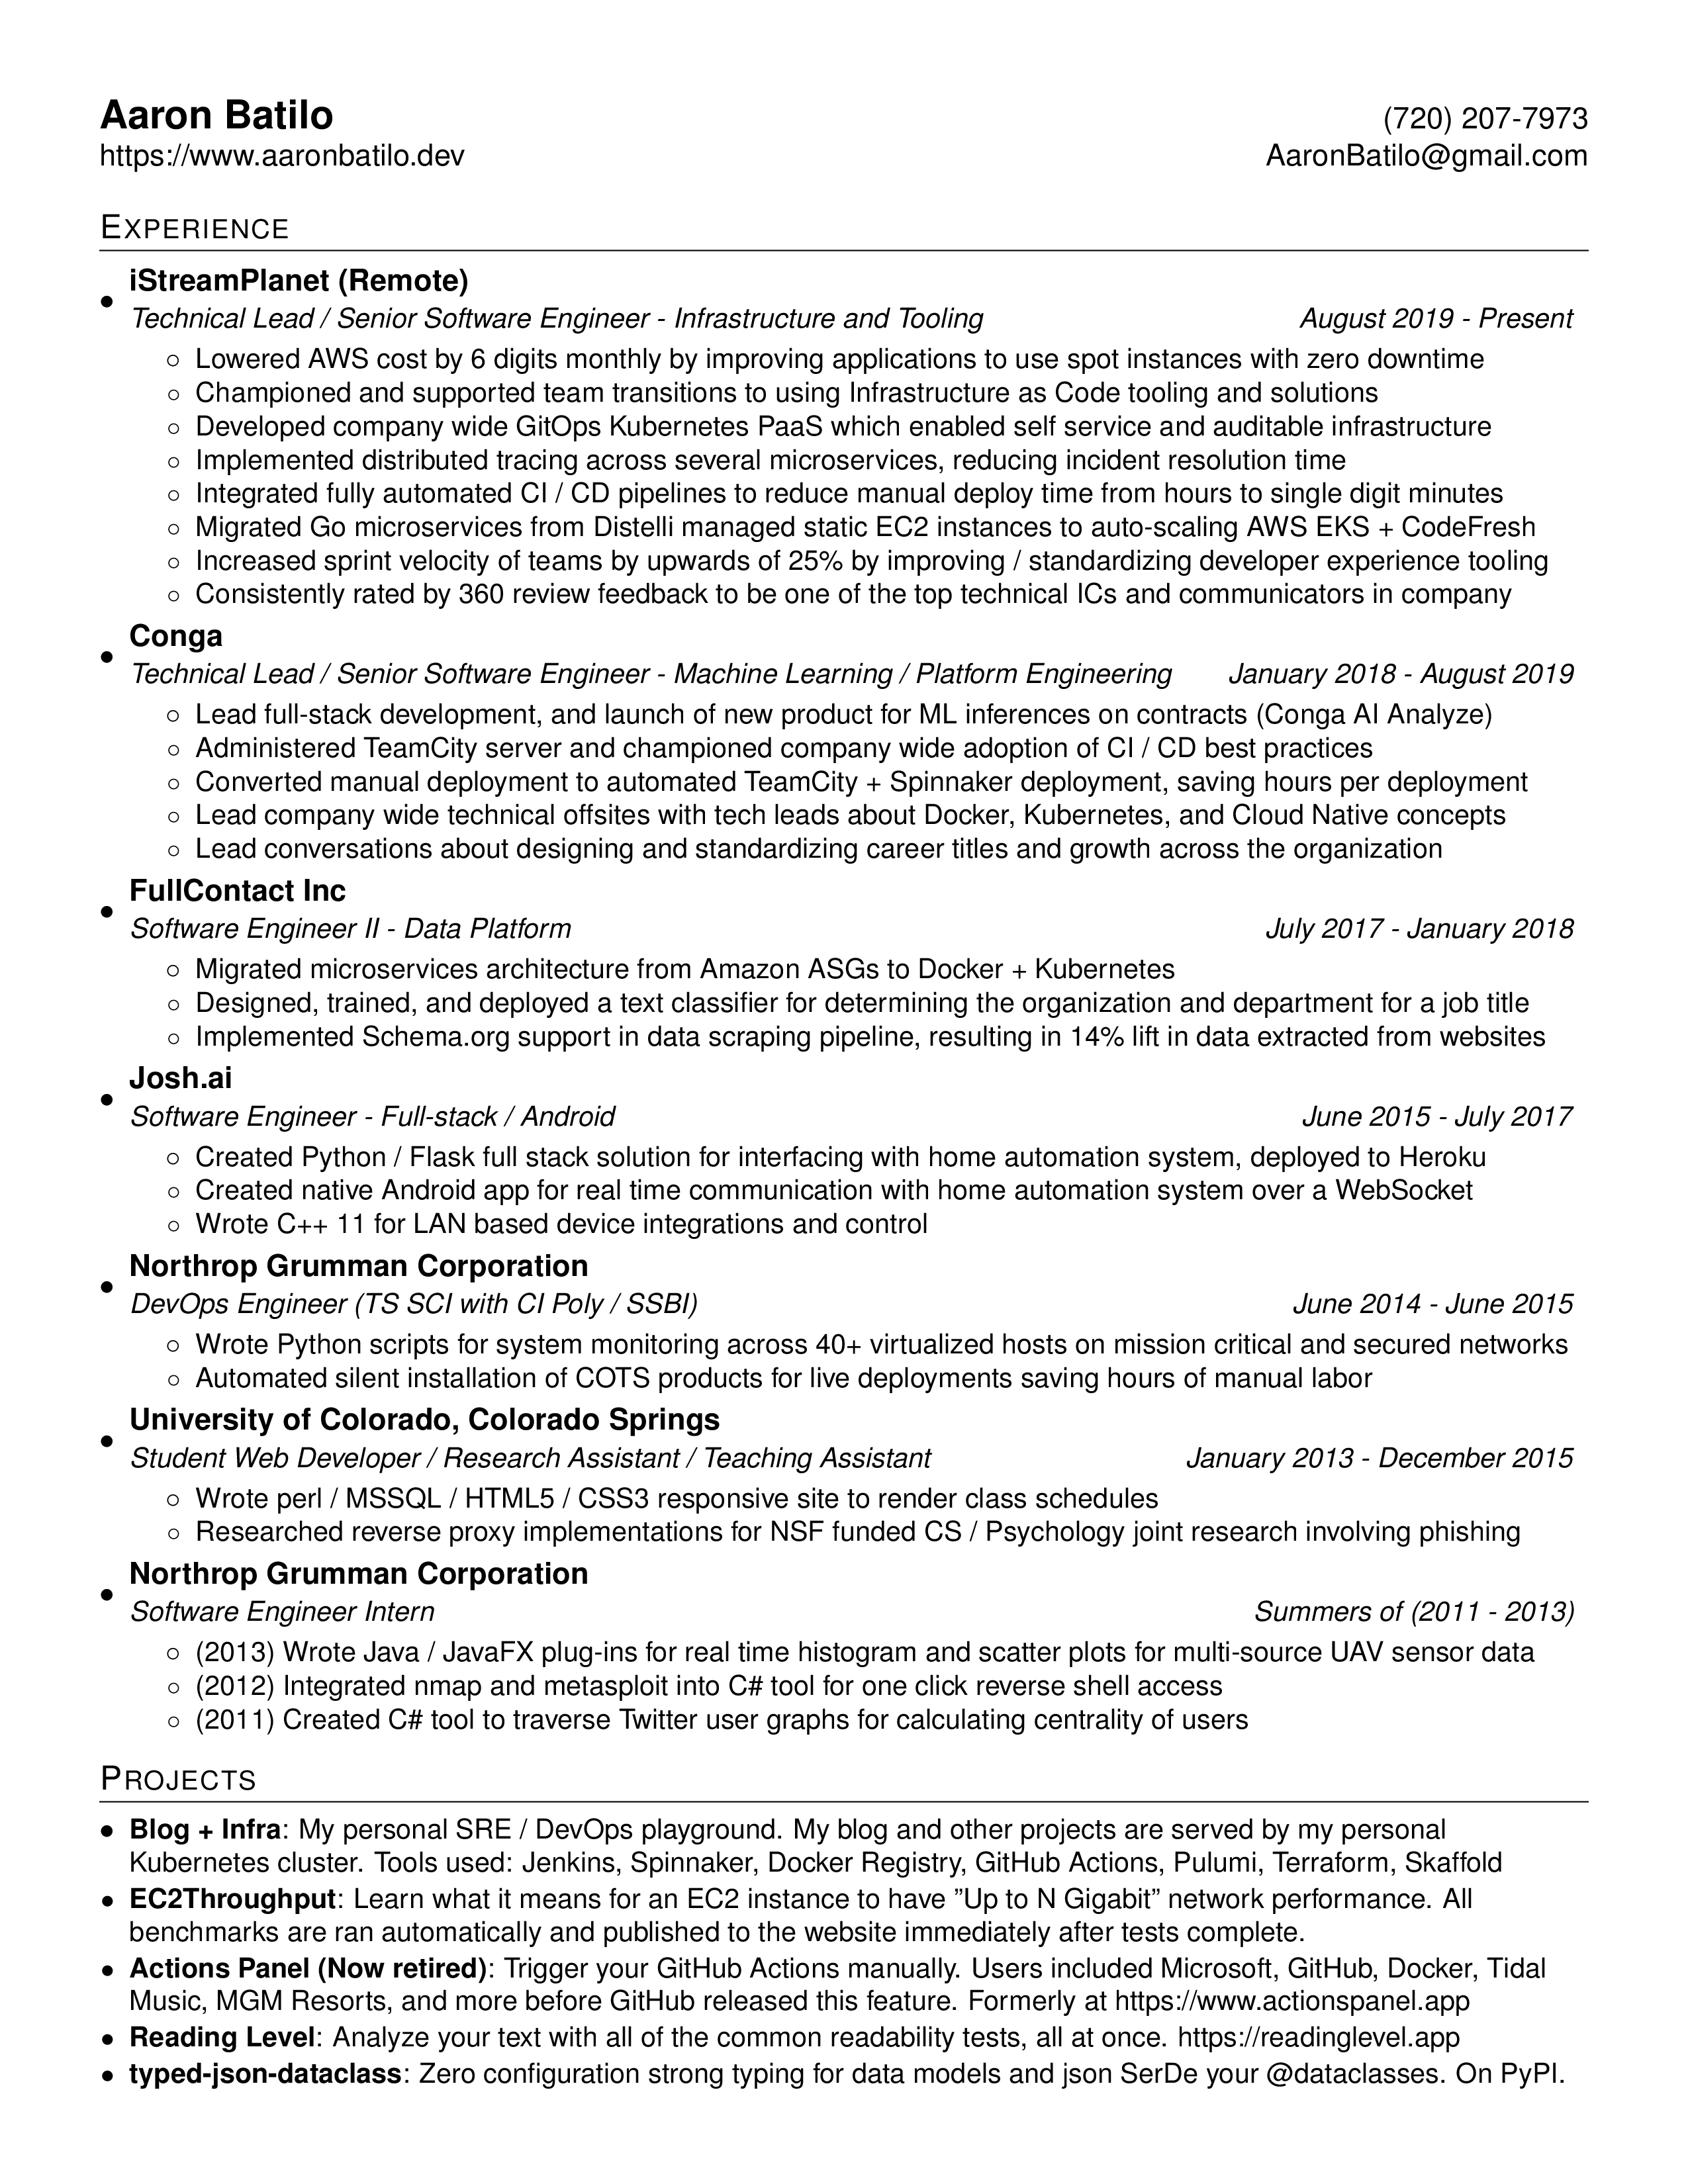 Aaron Batilo (720) 207-7973
https://www.aaronbatilo.dev AaronBatilo@gmail.com
EXPERIENCE
• iStreamPlanet (Remote)
Technical Lead / Senior Software Engineer - Infrastructure and Tooling August 2019 - Present
◦ Lowered AWS cost by 6 digits monthly by improving applications to use spot instances with zero downtime
◦ Championed and supported team transitions to using Infrastructure as Code tooling and solutions
◦ Developed company wide GitOps Kubernetes PaaS which enabled self service and auditable infrastructure
◦ Implemented distributed tracing across several microservices, reducing incident resolution time
◦ Integrated fully automated CI / CD pipelines to reduce manual deploy time from hours to single digit minutes
◦ Migrated Go microservices from Distelli managed static EC2 instances to auto-scaling AWS EKS + CodeFresh
◦ Increased sprint velocity of teams by upwards of 25% by improving / standardizing developer experience tooling
◦ Consistently rated by 360 review feedback to be one of the top technical ICs and communicators in company
• Conga
Technical Lead / Senior Software Engineer - Machine Learning / Platform Engineering January 2018 - August 2019
◦ Lead full-stack development, and launch of new product for ML inferences on contracts (Conga AI Analyze)
◦ Administered TeamCity server and championed company wide adoption of CI / CD best practices
◦ Converted manual deployment to automated TeamCity + Spinnaker deployment, saving hours per deployment
◦ Lead company wide technical offsites with tech leads about Docker, Kubernetes, and Cloud Native concepts
◦ Lead conversations about designing and standardizing career titles and growth across the organization
• FullContact Inc
Software Engineer II - Data Platform July 2017 - January 2018
◦ Migrated microservices architecture from Amazon ASGs to Docker + Kubernetes
◦ Designed, trained, and deployed a text classifier for determining the organization and department for a job title
◦ Implemented Schema.org support in data scraping pipeline, resulting in 14% lift in data extracted from websites
• Josh.ai
Software Engineer - Full-stack / Android June 2015 - July 2017
◦ Created Python / Flask full stack solution for interfacing with home automation system, deployed to Heroku
◦ Created native Android app for real time communication with home automation system over a WebSocket
◦ Wrote C++ 11 for LAN based device integrations and control
• Northrop Grumman Corporation
DevOps Engineer (TS SCI with CI Poly / SSBI) June 2014 - June 2015
◦ Wrote Python scripts for system monitoring across 40+ virtualized hosts on mission critical and secured networks
◦ Automated silent installation of COTS products for live deployments saving hours of manual labor
• University of Colorado, Colorado Springs
Student Web Developer / Research Assistant / Teaching Assistant January 2013 - December 2015
◦ Wrote perl / MSSQL / HTML5 / CSS3 responsive site to render class schedules
◦ Researched reverse proxy implementations for NSF funded CS / Psychology joint research involving phishing
• Northrop Grumman Corporation
Software Engineer Intern Summers of (2011 - 2013)
◦ (2013) Wrote Java / JavaFX plug-ins for real time histogram and scatter plots for multi-source UAV sensor data
◦ (2012) Integrated nmap and metasploit into C# tool for one click reverse shell access
◦ (2011) Created C# tool to traverse Twitter user graphs for calculating centrality of users
PROJECTS
• Blog + Infra: My personal SRE / DevOps playground. My blog and other projects are served by my personal
Kubernetes cluster. Tools used: Jenkins, Spinnaker, Docker Registry, GitHub Actions, Pulumi, Terraform, Skaffold
• EC2Throughput: Learn what it means for an EC2 instance to have ”Up to N Gigabit” network performance. All
benchmarks are ran automatically and published to the website immediately after tests complete.
• Actions Panel (Now retired): Trigger your GitHub Actions manually. Users included Microsoft, GitHub, Docker, Tidal
Music, MGM Resorts, and more before GitHub released this feature. Formerly at https://www.actionspanel.app
• Reading Level: Analyze your text with all of the common readability tests, all at once. https://readinglevel.app
• typed-json-dataclass: Zero configuration strong typing for data models and json SerDe your @dataclasses. On PyPI.